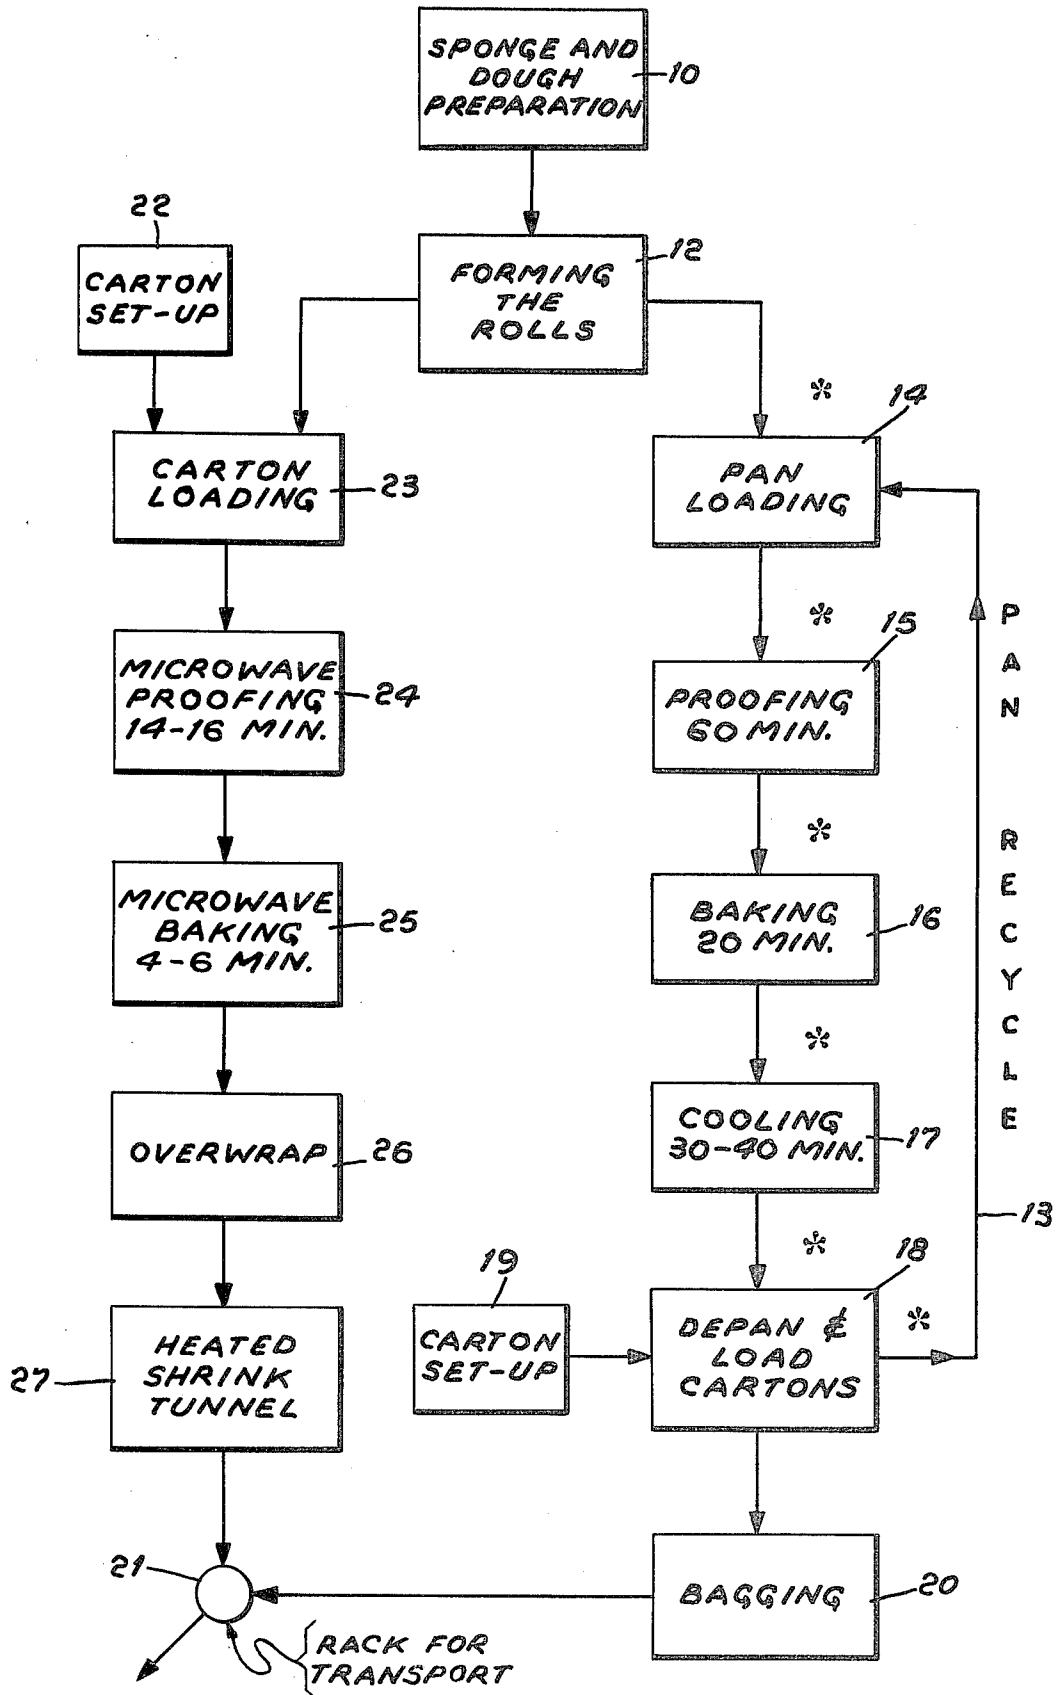 SPONGE AND
DOUGH
PREPARATION
10
22
CARTON
SET-UP
FORMING
THE
ROLLS
12
*
14
CARTON
LOADING
23
PAN
LOADING
*
15
MICROWAVE
PROOFING
14-16 MIN.
24
PROOFING
60 MIN.
PAN RECYCLE
*
MICROWAVE
BAKING
4-6 MIN.
25
BAKING
20 MIN.
16
*
OVERWRAP
26
COOLING
30-40 MIN.
17
13
*
18
19
HEATED
SHRINK
TUNNEL
27
CARTON
SET-UP
DEPAN &
LOAD
CARTONS
*
21
BAGGING
20
RACK FOR
TRANSPORT